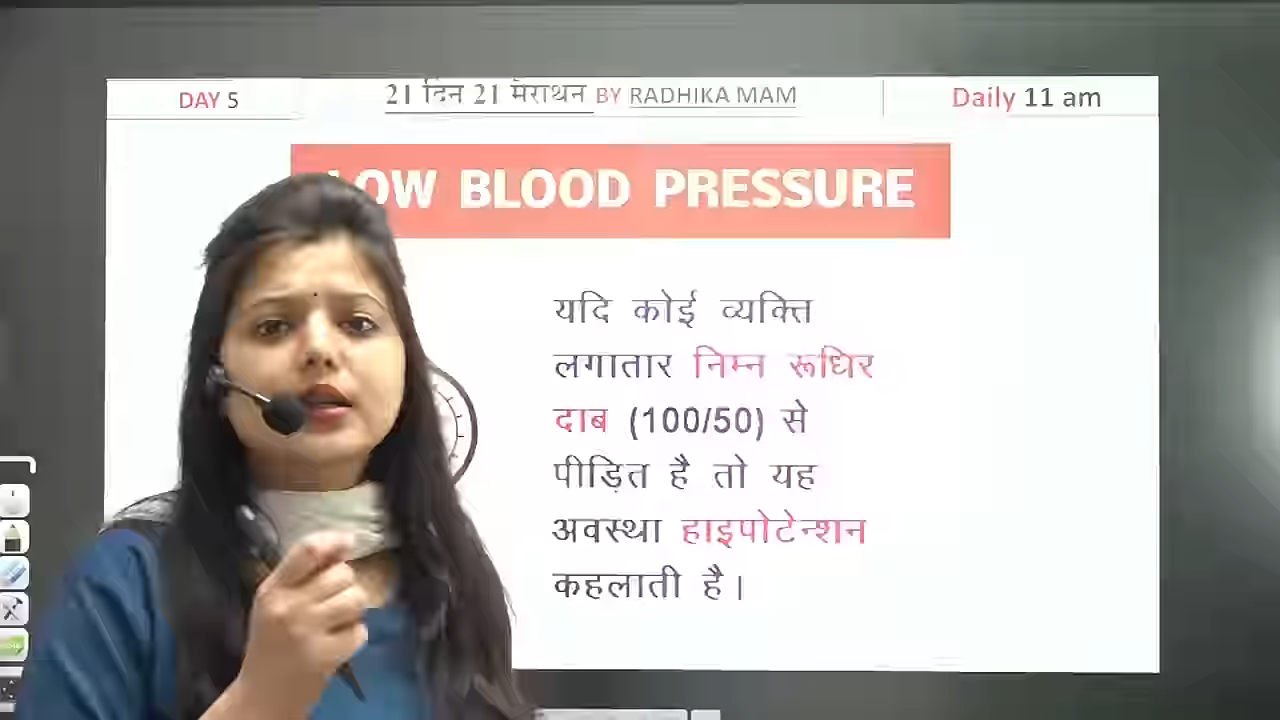 DAY 5
21 दिन 21 मैराथन BY RADHIKA MAM
Daily 11 am
LOW BLOOD PRESSURE
यदि कोई व्यक्ति
लगातार निम्न रूधिर
दाब (100/50) से
पीड़ित है तो यह
अवस्था हाइपोटेन्शन
कहलाती है।